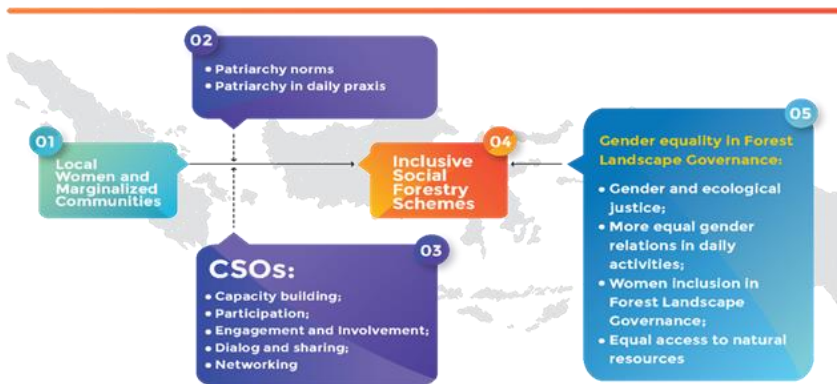 01
Local
Women and
Marginalized
Communities
02
• Patriarchy norms
• Patriarchy in daily praxis
03
CSOs:
• Capacity building;
• Participation;
• Engagement and Involvement;
• Dialog and sharing;
• Networking
04
Inclusive
Social
Forestry
Schemes
05
Gender equality in Forest
Landscape Governance:
• Gender and ecological
justice;
• More equal gender
relations in daily
activities;
• Women inclusion in
Forest Landscape
Governance;
• Equal access to natural
resources